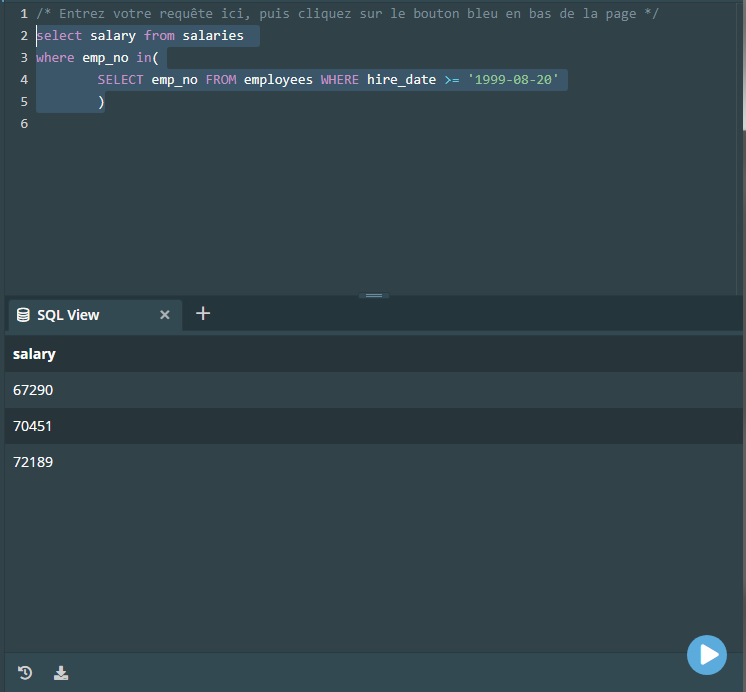 1 /* Entrez votre requête ici, puis cliquez sur le bouton bleu en bas de la page */
2 select salary from salaries
3 where emp_no in(
4 SELECT emp_no FROM employees WHERE hire_date >= '1999-08-20'
5 )
6
SQL View × +
salary
67290
70451
72189